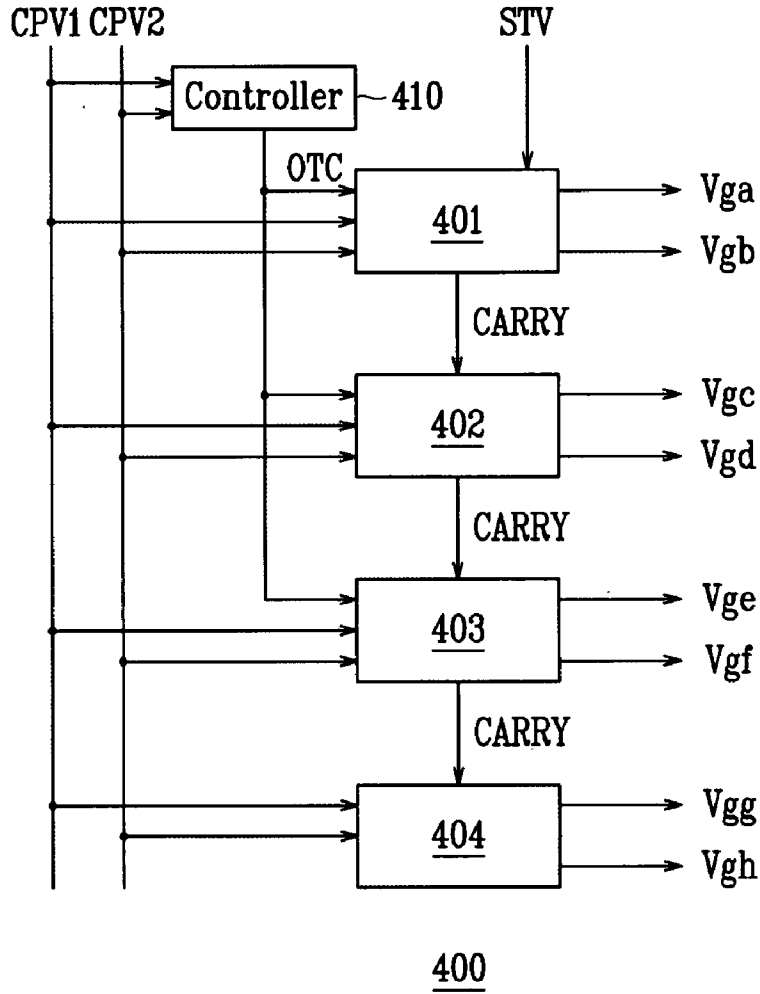 CPV1 CPV2 STV
Controller 410
OTC
401
Vga
Vgb
CARRY
402
Vgc
Vgd
CARRY
403
Vge
Vgf
CARRY
404
Vgg
Vgh
400